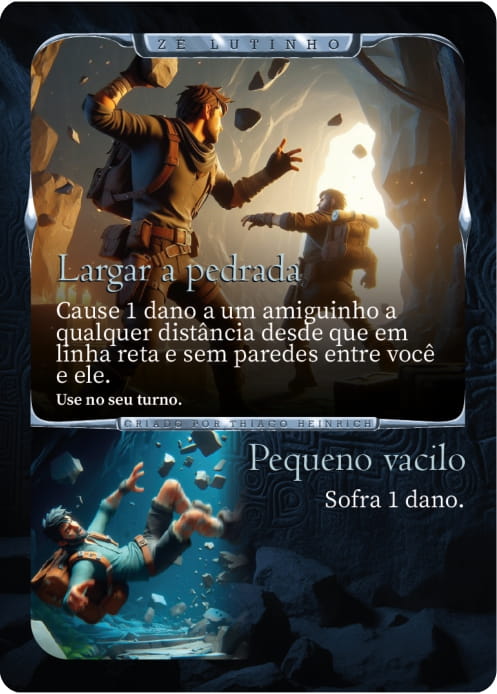 ZÉ LUTINHO
Largar a pedrada
Cause 1 dano a um amiguinho a
qualquer distância desde que em
linha reta e sem paredes entre você
e ele.
Use no seu turno.
CRIADO POR THIAGO HEINRICH
Pequeno vacilo
Sofra 1 dano.